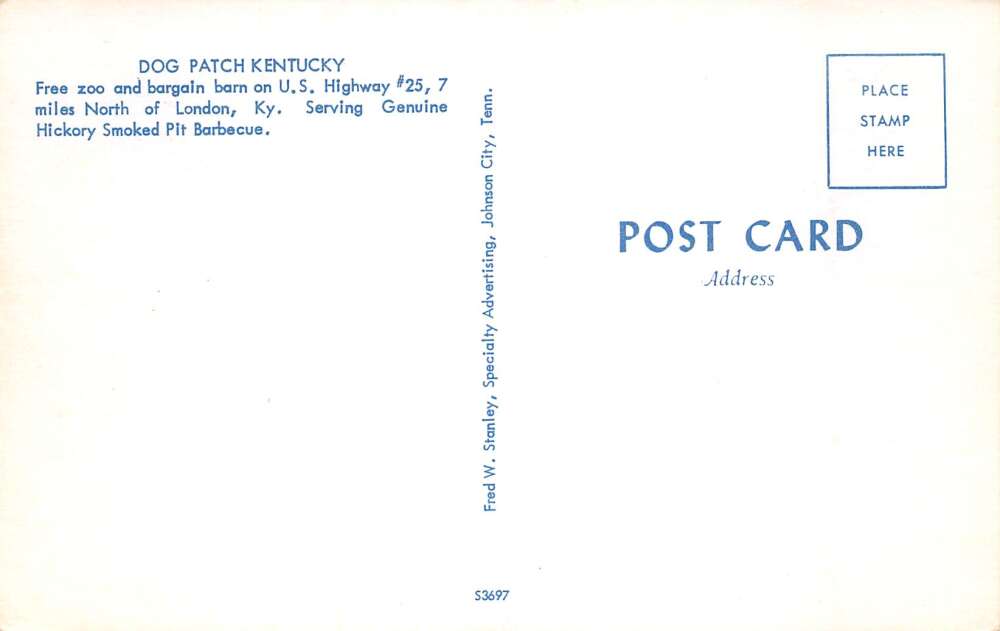 DOG PATCH KENTUCKY
Free zoo and bargain barn on U.S. Highway #25, 7
miles North of London, Ky. Serving Genuine
Hickory Smoked Pit Barbecue.
Fred W. Stanley, Specialty Advertising, Johnson City, Tenn.
PLACE
STAMP
HERE
POST CARD
Address
S3697